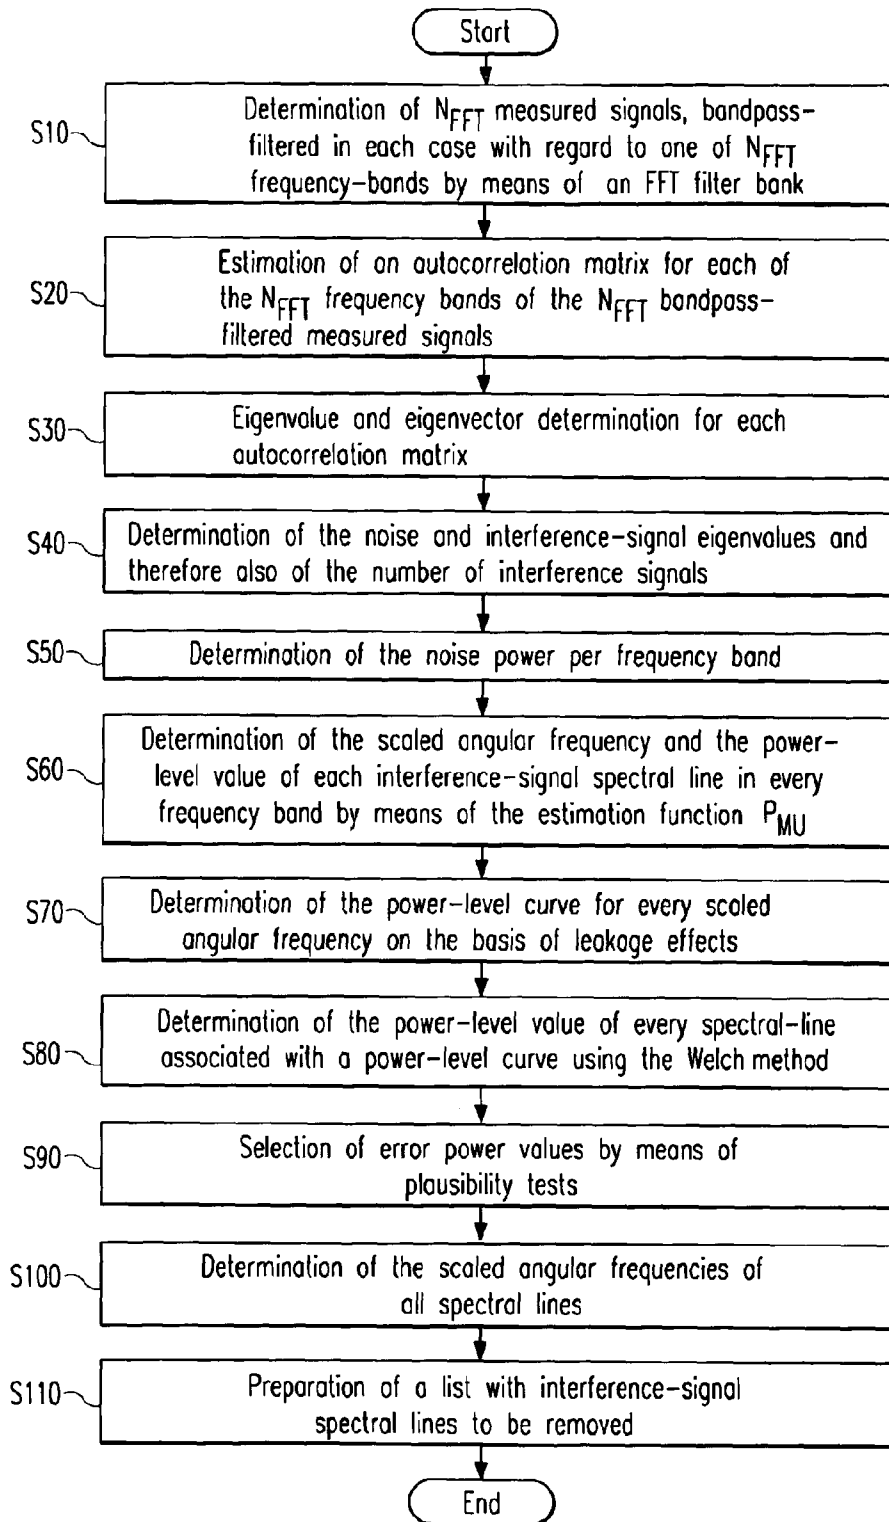 Start
S10
Determination of NFFT measured signals, bandpass-
filtered in each case with regard to one of NFFT
frequency-bands by means of an FFT filter bank
S20
Estimation of an autocorrelation matrix for each of
the NFFT frequency bands of the NFFT bandpass-
filtered measured signals
S30
Eigenvalue and eigenvector determination for each
autocorrelation matrix
S40
Determination of the noise and interference-signal eigenvalues and
therefore also of the number of interference signals
S50
Determination of the noise power per frequency band
S60
Determination of the scaled angular frequency and the power-
level value of each interference-signal spectral line in every
frequency band by means of the estimation function PMU
S70
Determination of the power-level curve for every scaled
angular frequency on the basis of leakage effects
S80
Determination of the power-level value of every spectral-line
associated with a power-level curve using the Welch method
S90
Selection of error power values by means of
plausibility tests
S100
Determination of the scaled angular frequencies of
all spectral lines
S110
Preparation of a list with interference-signal
spectral lines to be removed
End